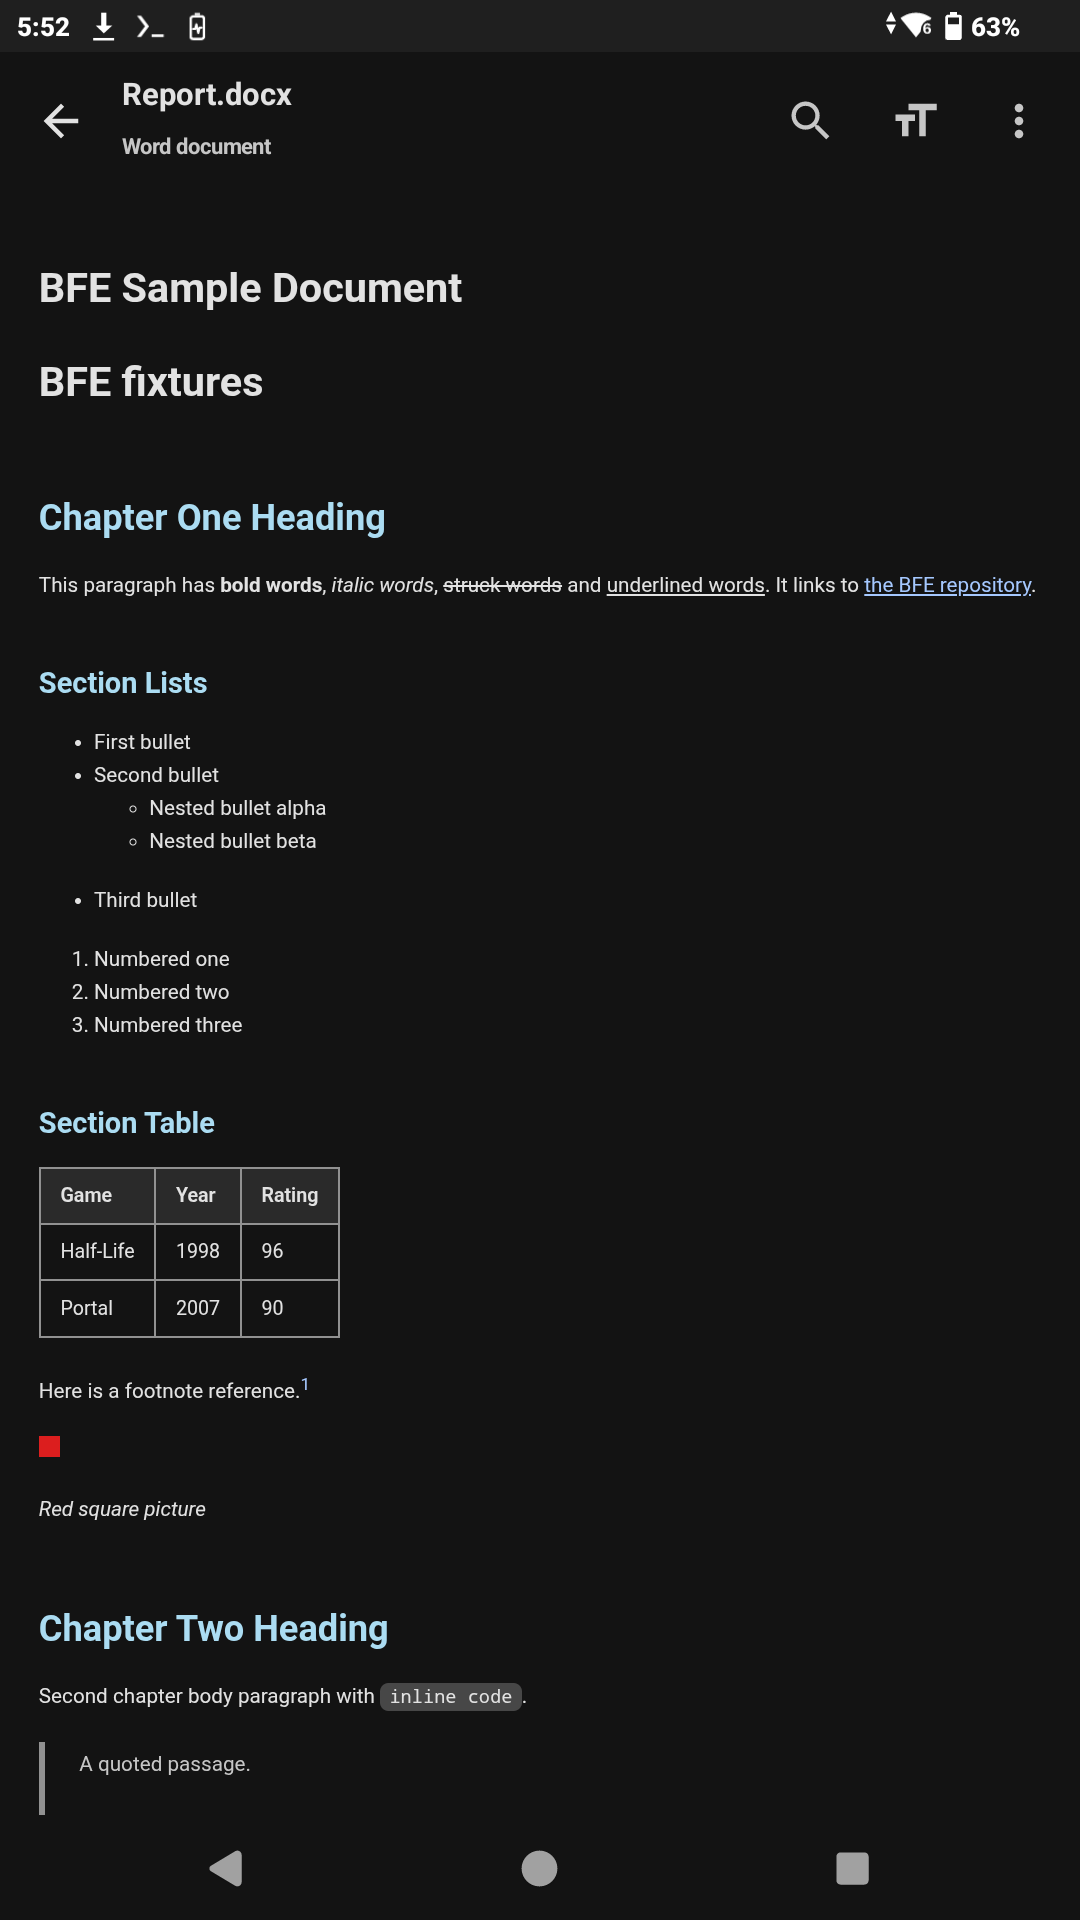 5:52
6
63%
Report.docx
Word document
BFE Sample Document
BFE fixtures
Chapter One Heading
This paragraph has bold words, italic words, struck words and underlined words. It links to the BFE repository.
Section Lists
• First bullet
• Second bullet
◦ Nested bullet alpha
◦ Nested bullet beta
• Third bullet
1. Numbered one
2. Numbered two
3. Numbered three
Section Table
Game Year Rating
Half-Life 1998 96
Portal 2007 90
Here is a footnote reference.1
Red square picture
Chapter Two Heading
Second chapter body paragraph with inline code.
A quoted passage.